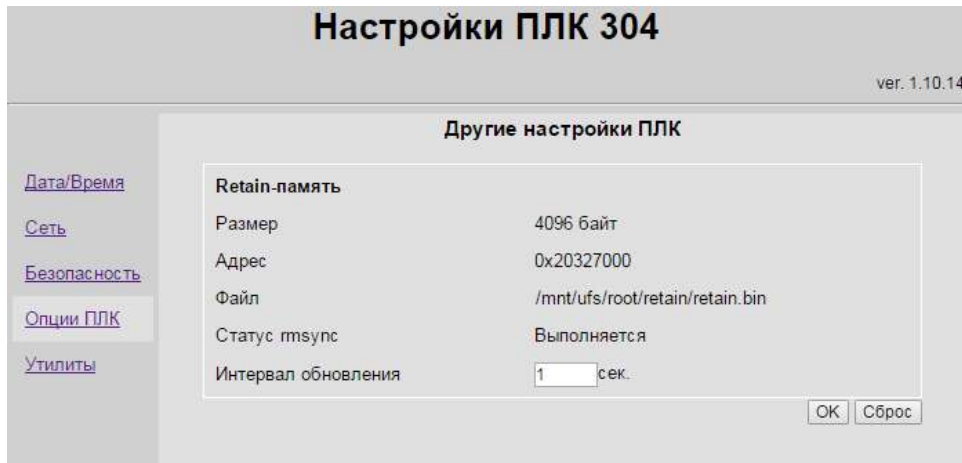 Настройки ПЛК 304
ver. 1.10.14
Другие настройки ПЛК
Дата/Время
Сеть
Безопасность
Опции ПЛК
Утилиты
Retain-память
Размер 4096 байт
Адрес 0x20327000
Файл /mnt/ufs/root/retain/retain.bin
Статус rmsync Выполняется
Интервал обновления 1 сек.
OK Сброс